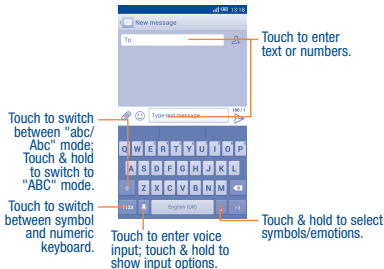 13:18
New message
To
Touch to enter
text or numbers.
Type text message
160 / 1
Touch to switch
between "abc/
Abc" mode;
Touch & hold
to switch to
"ABC" mode.
Q W E R T Y U I O P
A S D F G H J K L
Z X C V B N M
Touch to switch
between symbol
and numeric
keyboard.
English (UK)
Touch to enter voice
input; touch & hold to
show input options.
Touch & hold to select
symbols/emotions.